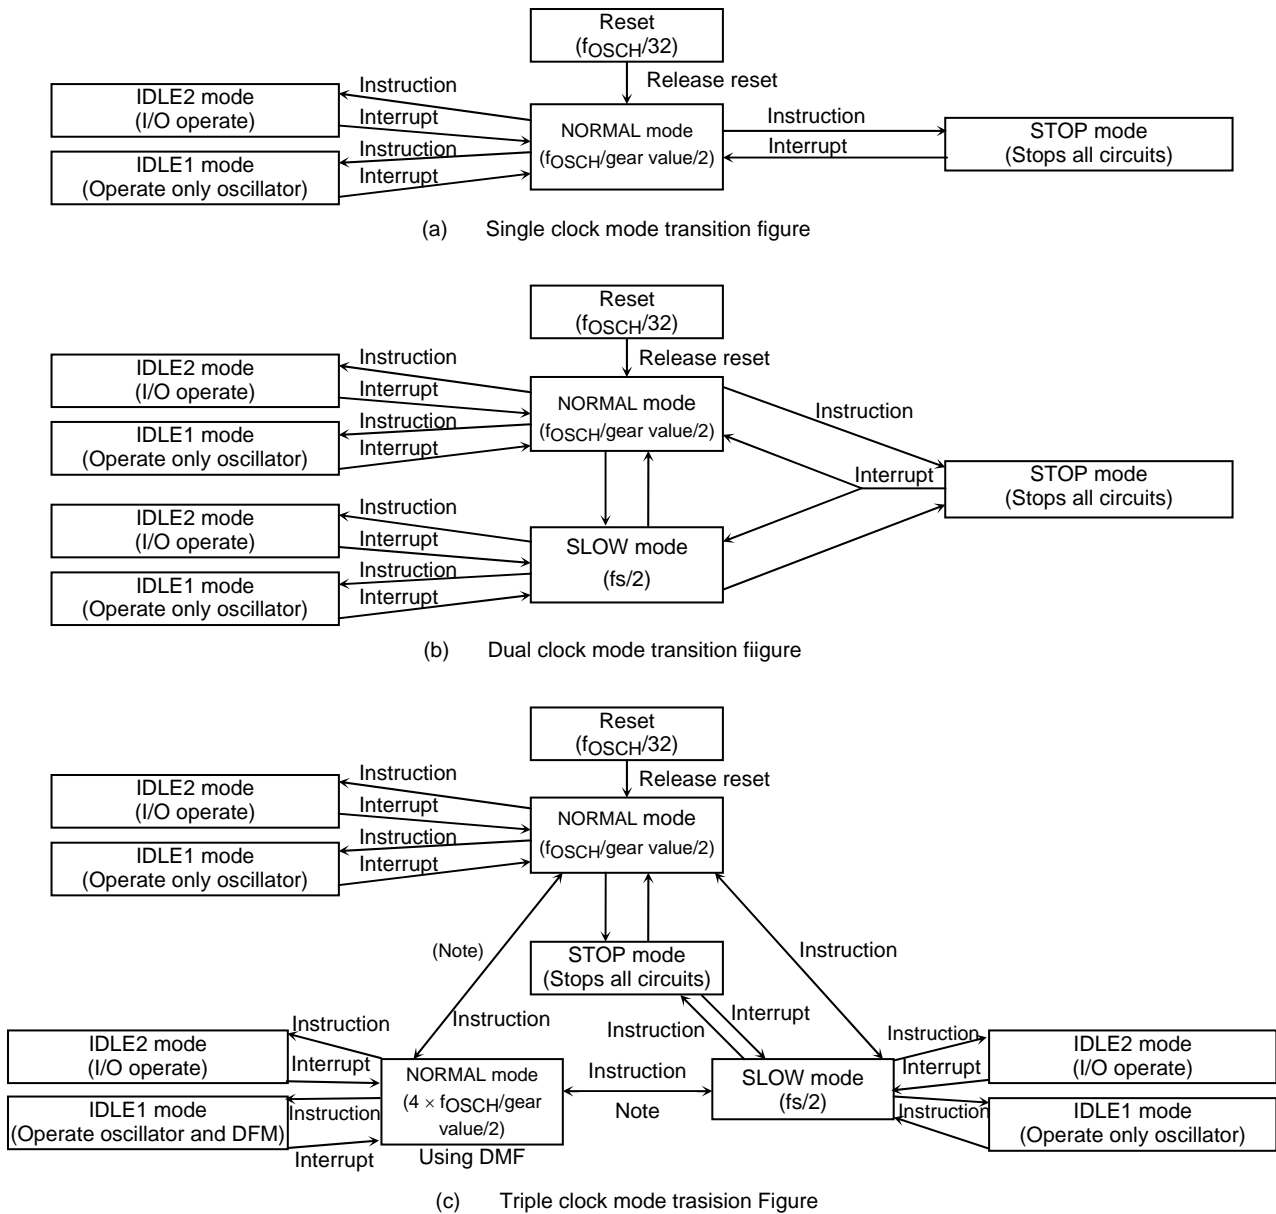 Reset
(fOSCH/32)
Release reset
IDLE2 mode
(I/O operate)
Instruction
Interrupt
IDLE1 mode
(Operate only oscillator)
Instruction
Interrupt
NORMAL mode
(fOSCH/gear value/2)
Instruction
Interrupt
STOP mode
(Stops all circuits)
(a) Single clock mode transition figure
Reset
(fOSCH/32)
Release reset
IDLE2 mode
(I/O operate)
Instruction
Interrupt
IDLE1 mode
(Operate only oscillator)
Instruction
Interrupt
NORMAL mode
(fOSCH/gear value/2)
Instruction
Interrupt
STOP mode
(Stops all circuits)
IDLE2 mode
(I/O operate)
Instruction
Interrupt
IDLE1 mode
(Operate only oscillator)
Instruction
Interrupt
SLOW mode
(fs/2)
(b) Dual clock mode transition fiigure
Reset
(fOSCH/32)
Release reset
IDLE2 mode
(I/O operate)
Instruction
Interrupt
IDLE1 mode
(Operate only oscillator)
Instruction
Interrupt
NORMAL mode
(fOSCH/gear value/2)
(Note)
Instruction
STOP mode
(Stops all circuits)
Instruction
Instruction
Interrupt
IDLE2 mode
(I/O operate)
Instruction
Interrupt
IDLE1 mode
(Operate oscillator and DFM)
Instruction
Interrupt
NORMAL mode
(4 × fOSCH/gear
value/2)
Using DMF
Instruction
Note
SLOW mode
(fs/2)
Instruction
Interrupt
Instruction
IDLE2 mode
(I/O operate)
IDLE1 mode
(Operate only oscillator)
(c) Triple clock mode trasision Figure